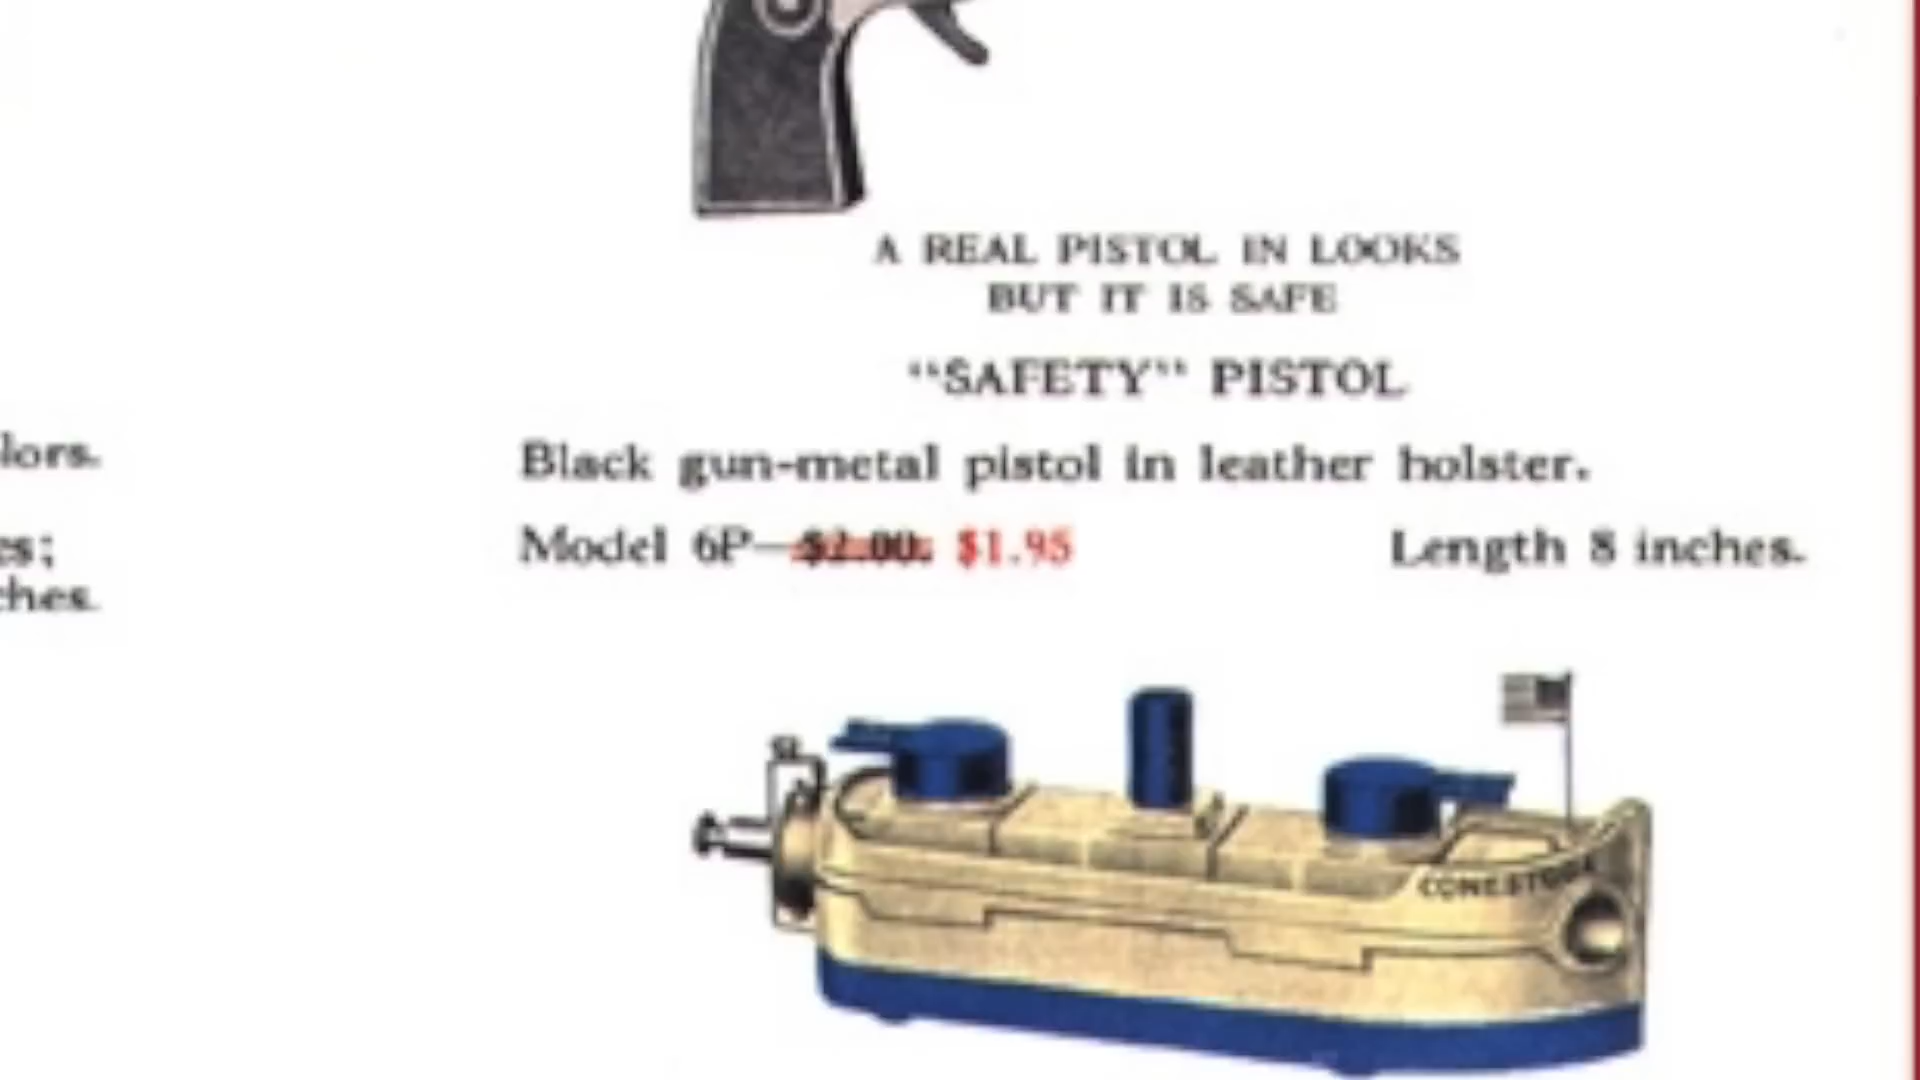 A REAL PISTOL IN LOOKS
BUT IT IS SAFE
"SAFETY" PISTOL
Black gun-metal pistol in leather holster.
Model 6P—$2.00. $1.95 Length 8 inches.
lors.
es;
ches.
CONESTOGA